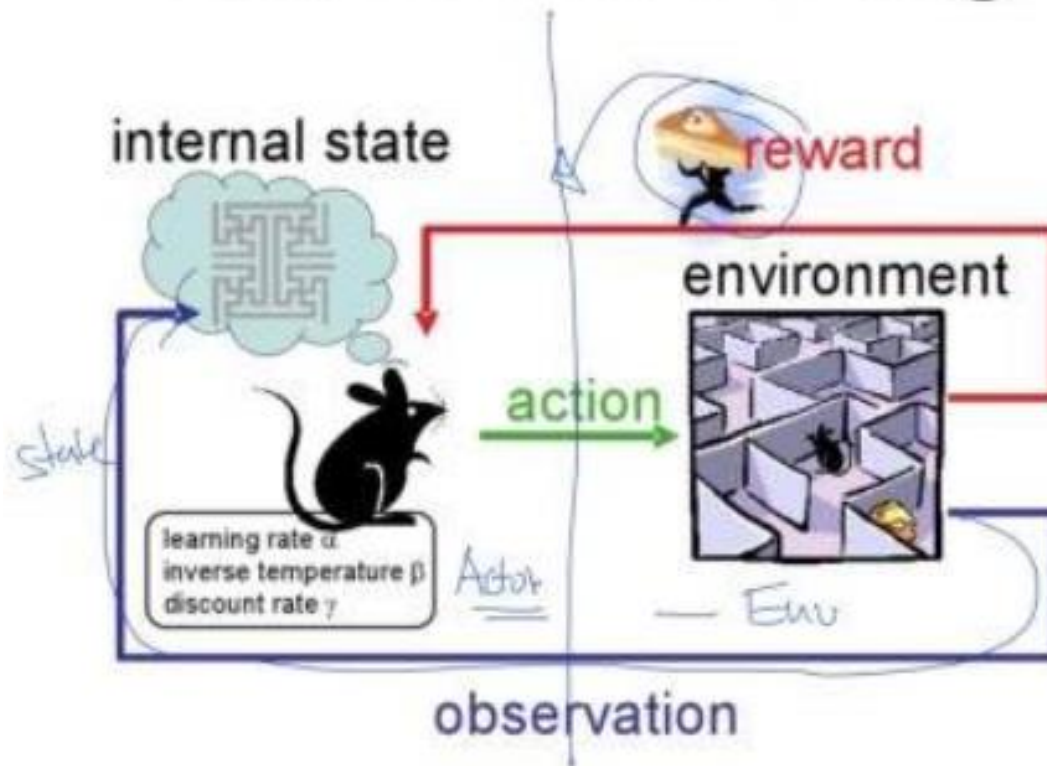 internal state
reward
environment
action
state
learning rate α
inverse temperature β
discount rate γ
Actor
Env
observation